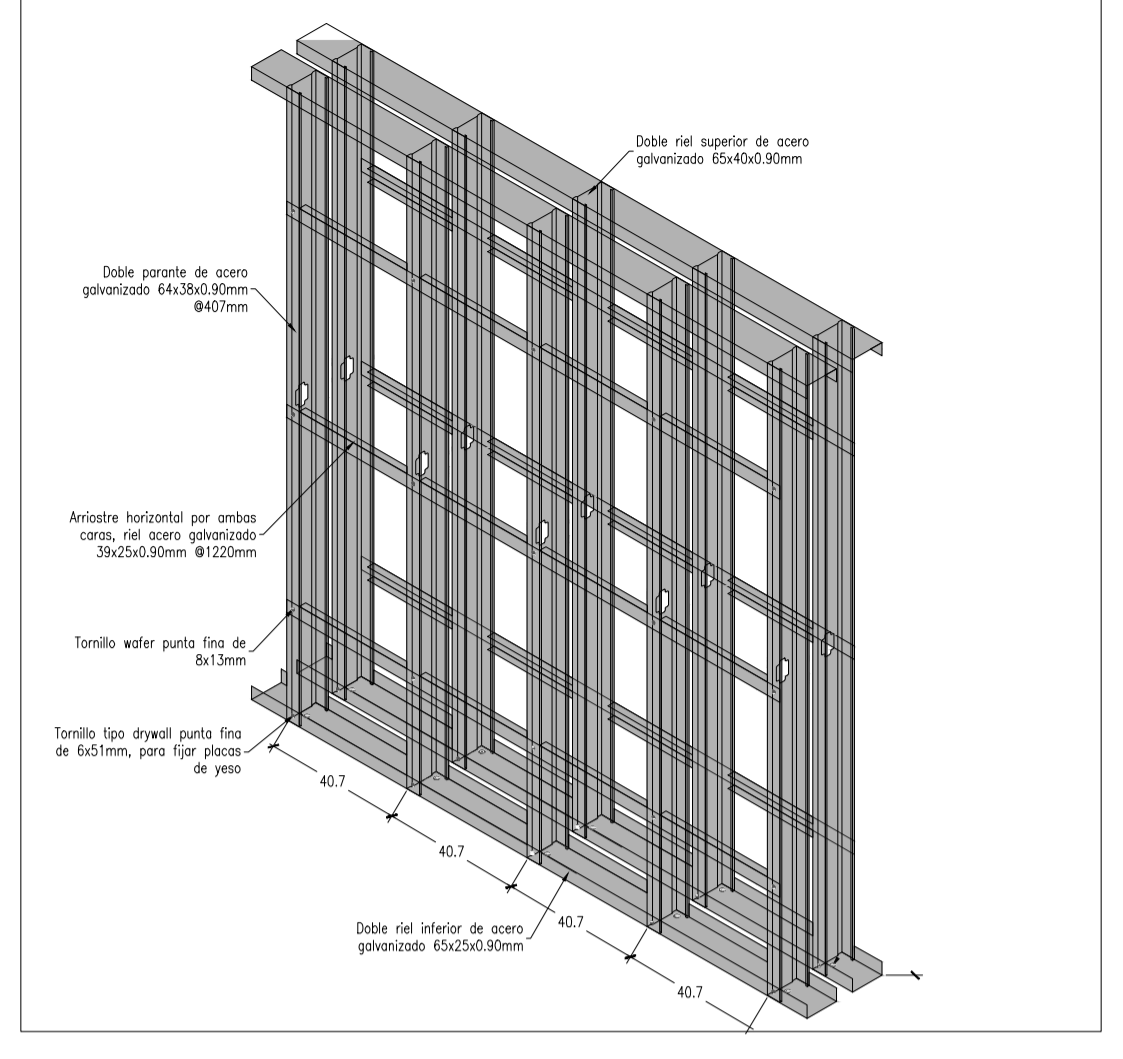 Doble riel superior de acero
galvanizado 65x40x0.90mm
Doble parante de acero
galvanizado 64x38x0.90mm
@407mm
Arriostre horizontal por ambas
caras, riel acero galvanizado
39x25x0.90mm @1220mm
Tornillo wafer punta fina de
8x13mm
Tornillo tipo drywall punta fina
de 6x51mm, para fijar placas
de yeso
40.7
40.7
40.7
40.7
Doble riel inferior de acero
galvanizado 65x25x0.90mm